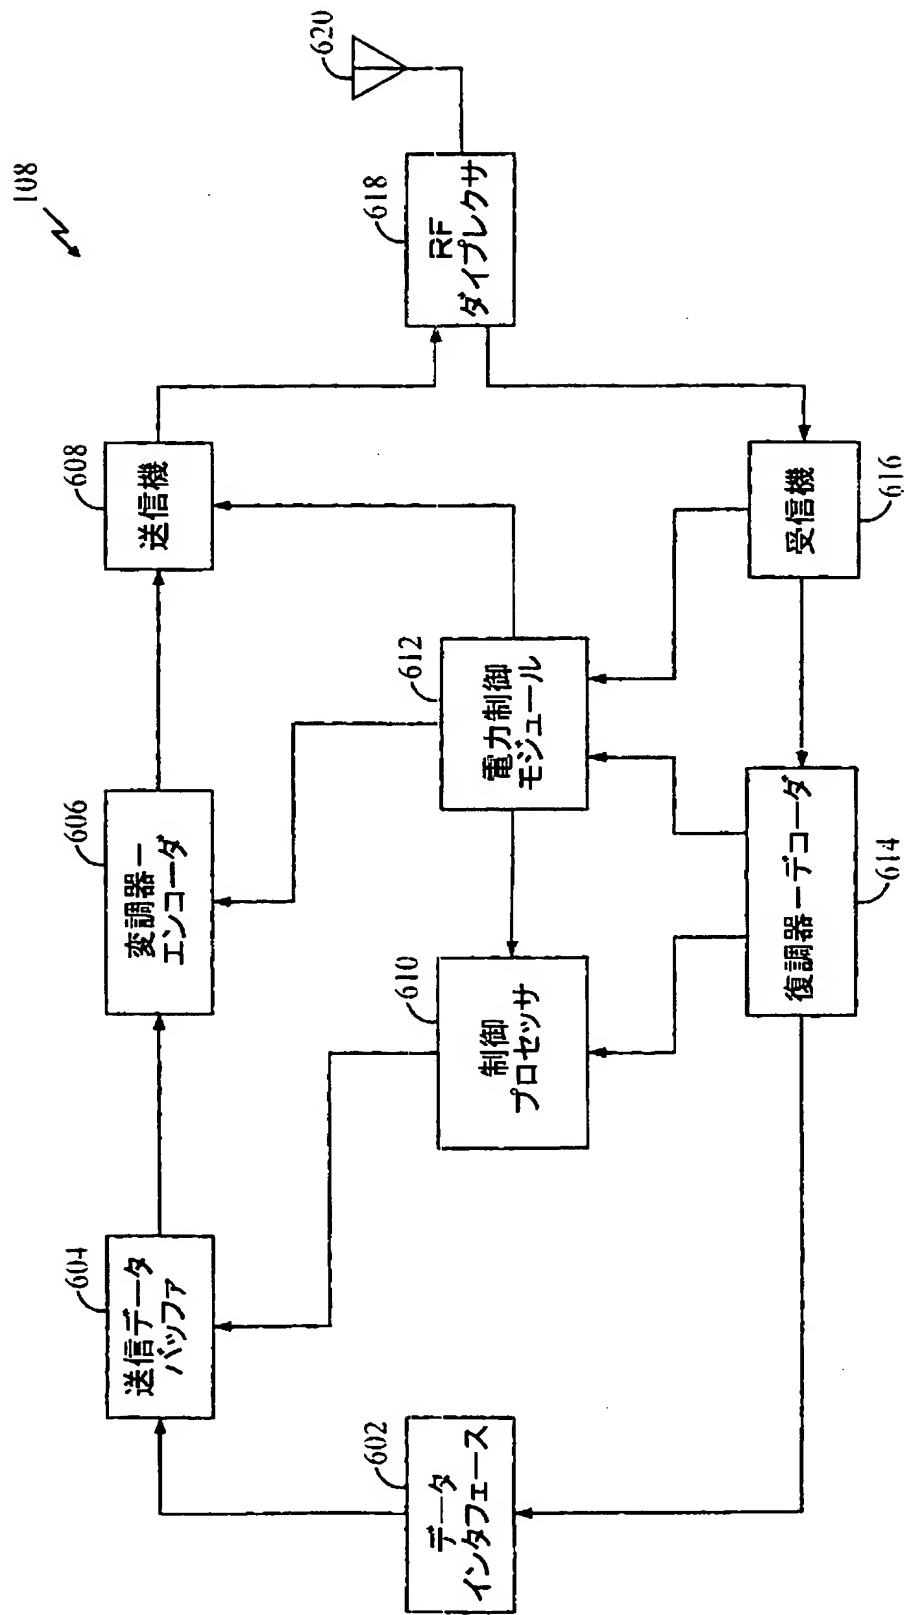 108
602
データ
インタフェース
604
送信データ
バッファ
606
変調器ー
エンコーダ
608
送信機
610
制御
プロセッサ
612
電力制御
モジュール
614
復調器ーデコーダ
616
受信機
618
RF
ダイプレクサ
620